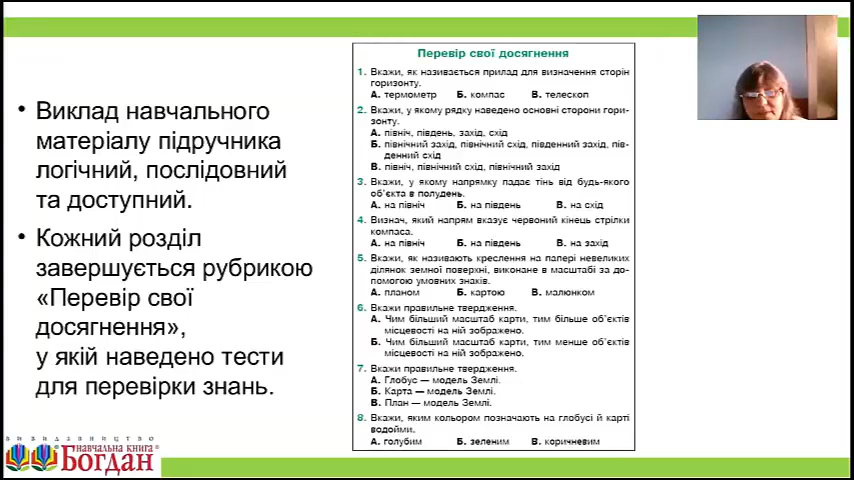 • Виклад навчального
матеріалу підручника
логічний, послідовний
та доступний.
• Кожний розділ
завершується рубрикою
«Перевір свої
досягнення»,
у якій наведено тести
для перевірки знань.
Перевір свої досягнення
1. Вкажи, як називається прилад для визначення сторін
горизонту.
А. термометр Б. компас В. телескоп
2. Вкажи, у якому рядку наведено основні сторони гори-
зонту.
А. північ, південь, захід, схід
Б. північний захід, північний схід, південний захід, пів-
денний схід
В. північ, північний схід, північний захід
3. Вкажи, у якому напрямку падає тінь від будь-якого
об'єкта в полудень.
А. на північ Б. на південь В. на схід
4. Визнач, який напрям вказує червоний кінець стрілки
компаса.
А. на північ Б. на південь В. на захід
5. Вкажи, як називають креслення на папері невеликих
ділянок земної поверхні, виконане в масштабі за до-
помогою умовних знаків.
А. планом Б. картою В. малюнком
6. Вкажи правильне твердження.
А. Чим більший масштаб карти, тим більше об'єктів
місцевості на ній зображено.
Б. Чим більший масштаб карти, тим менше об'єктів
місцевості на ній зображено.
7. Вкажи правильне твердження.
А. Глобус — модель Землі.
Б. Карта — модель Землі.
В. План — модель Землі.
8. Вкажи, яким кольором позначають на глобусі й карті
водойми.
А. голубим Б. зеленим В. коричневим
видавництво
навчальна книга
Богдан